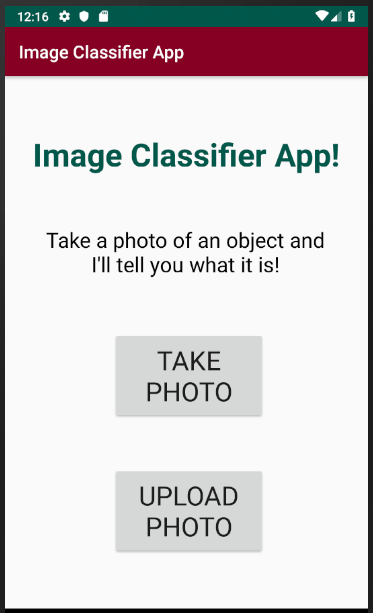 12:16
Image Classifier App
Image Classifier App!
Take a photo of an object and
I'll tell you what it is!
TAKE
PHOTO
UPLOAD
PHOTO